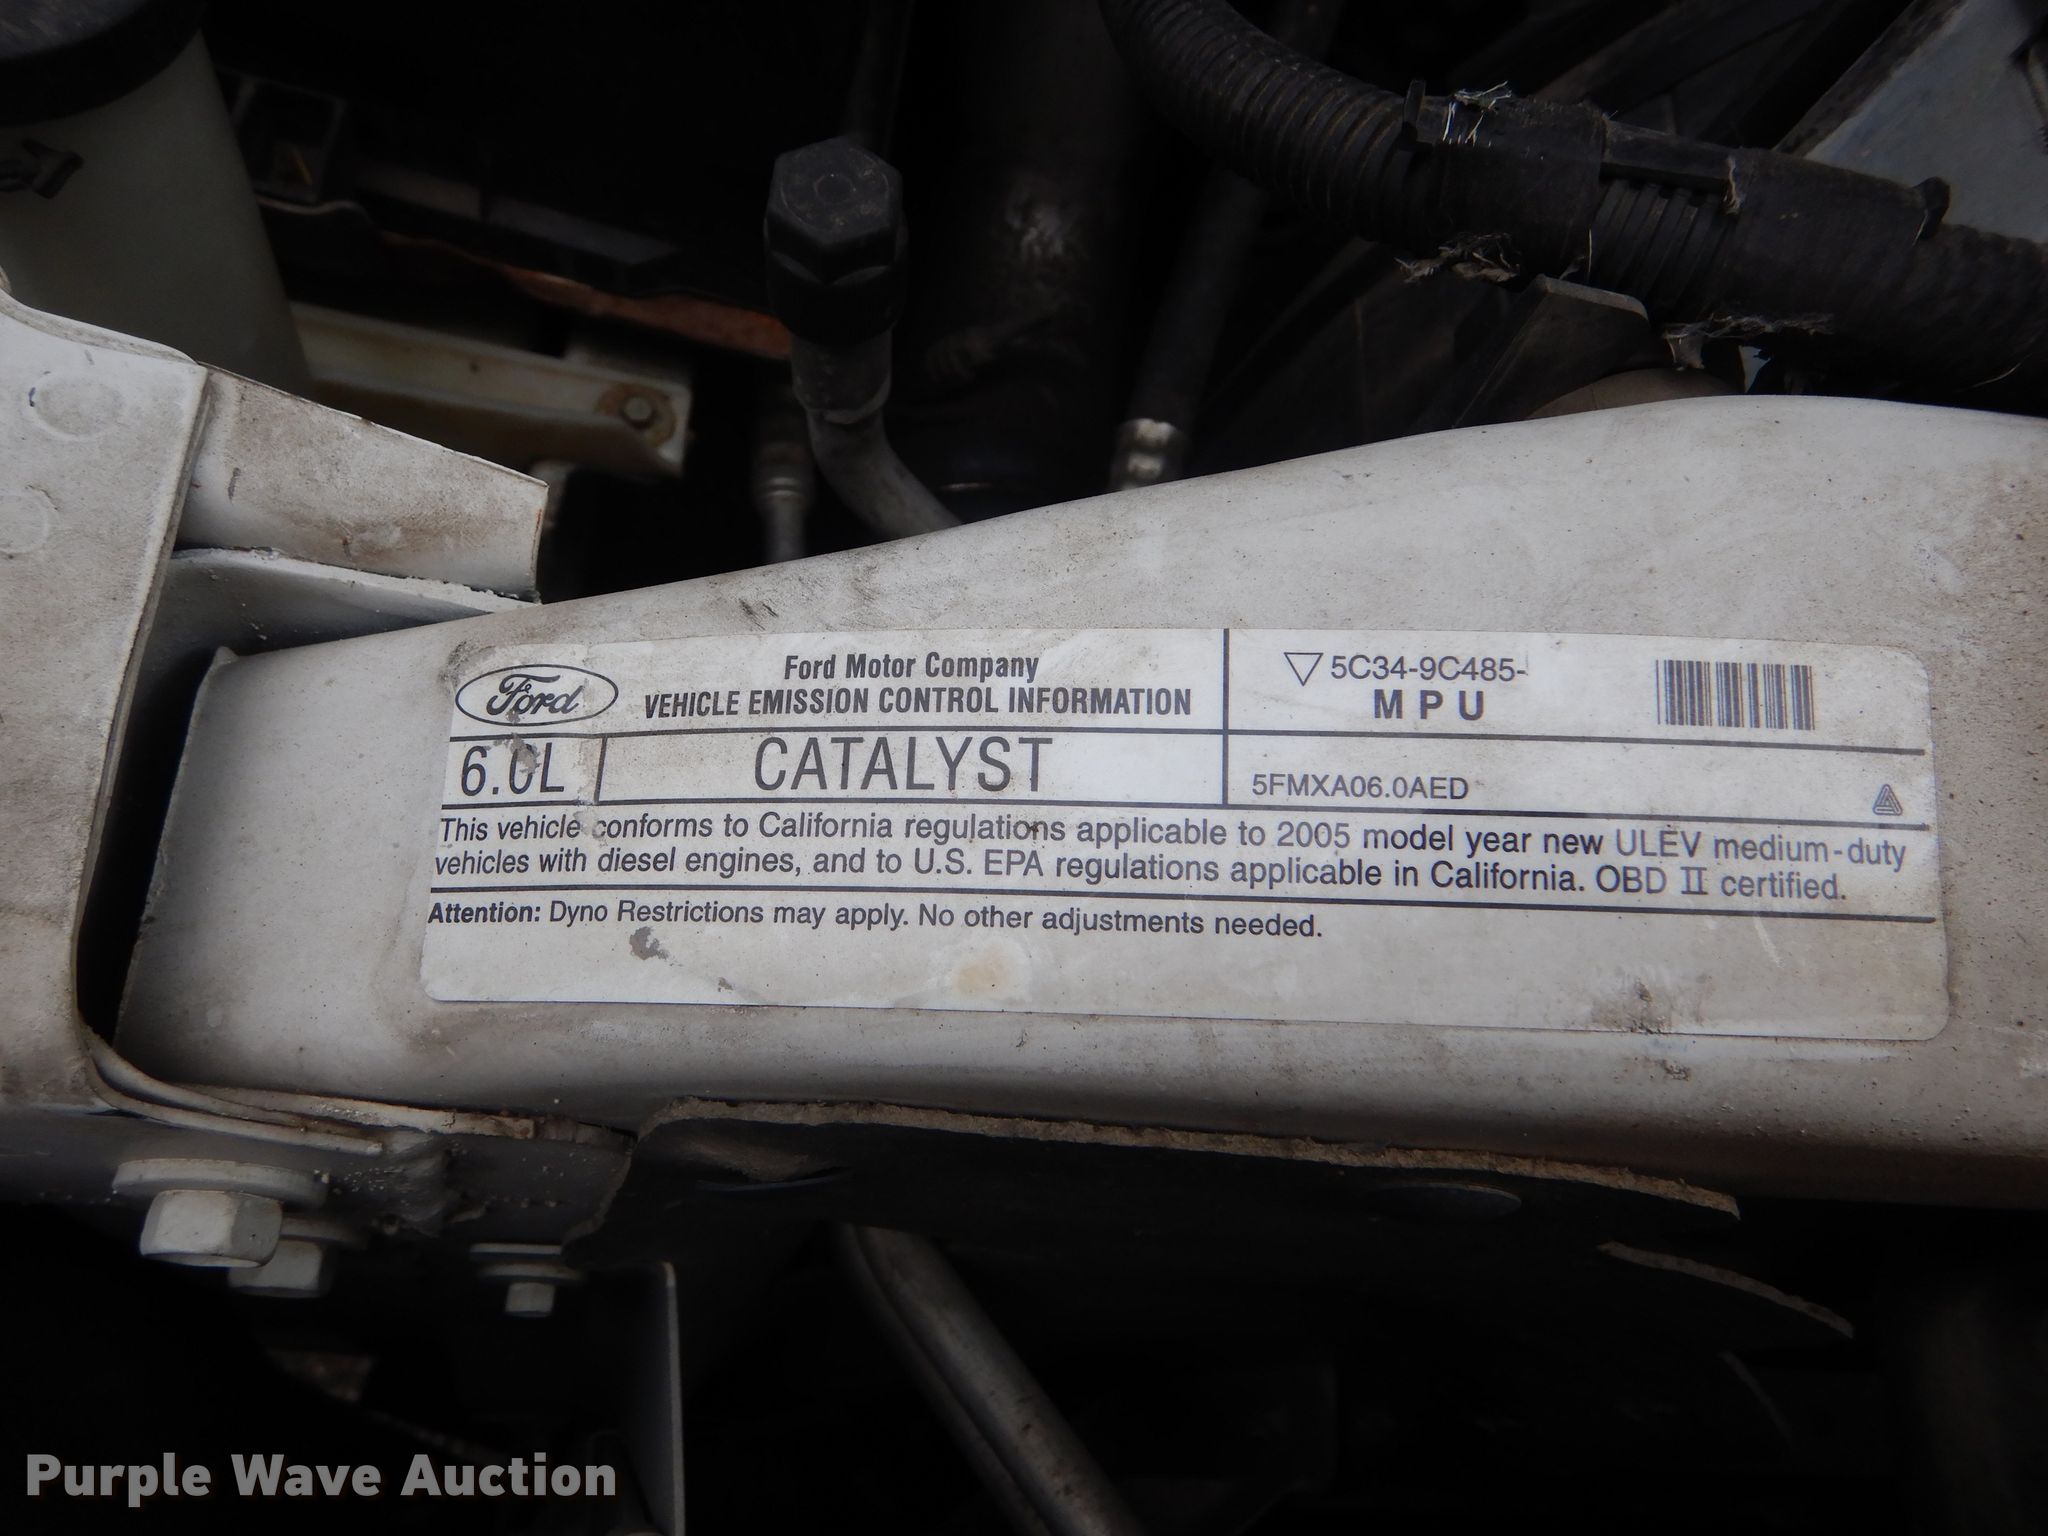 Ford
Ford Motor Company
VEHICLE EMISSION CONTROL INFORMATION
5C34-9C485-
MPU
6.0L
CATALYST
5FMXA06.0AED
This vehicle conforms to California regulations applicable to 2005 model year new ULEV medium-duty
vehicles with diesel engines, and to U.S. EPA regulations applicable in California. OBD II certified.
Attention: Dyno Restrictions may apply. No other adjustments needed.
Purple Wave Auction